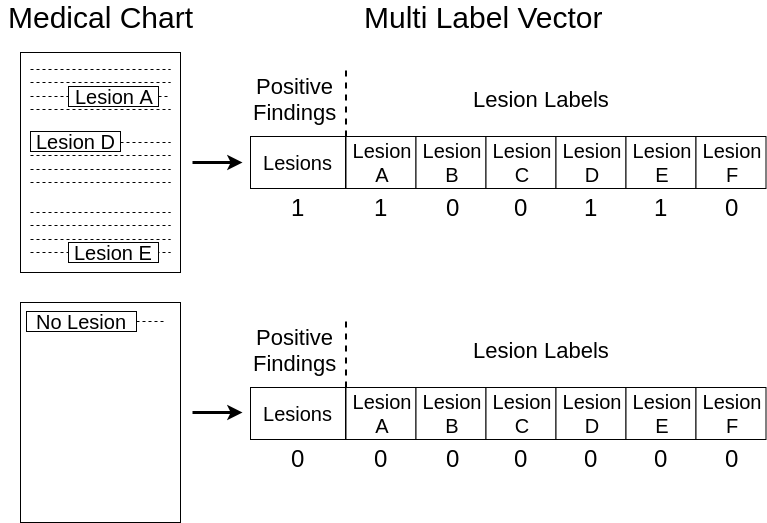 Medical Chart
Multi Label Vector
Lesion A
Lesion D
Lesion E
Positive
Findings
Lesion Labels
Lesions
Lesion A
Lesion B
Lesion C
Lesion D
Lesion E
Lesion F
1 1 0 0 1 1 0
No Lesion
Positive
Findings
Lesion Labels
Lesions
Lesion A
Lesion B
Lesion C
Lesion D
Lesion E
Lesion F
0 0 0 0 0 0 0